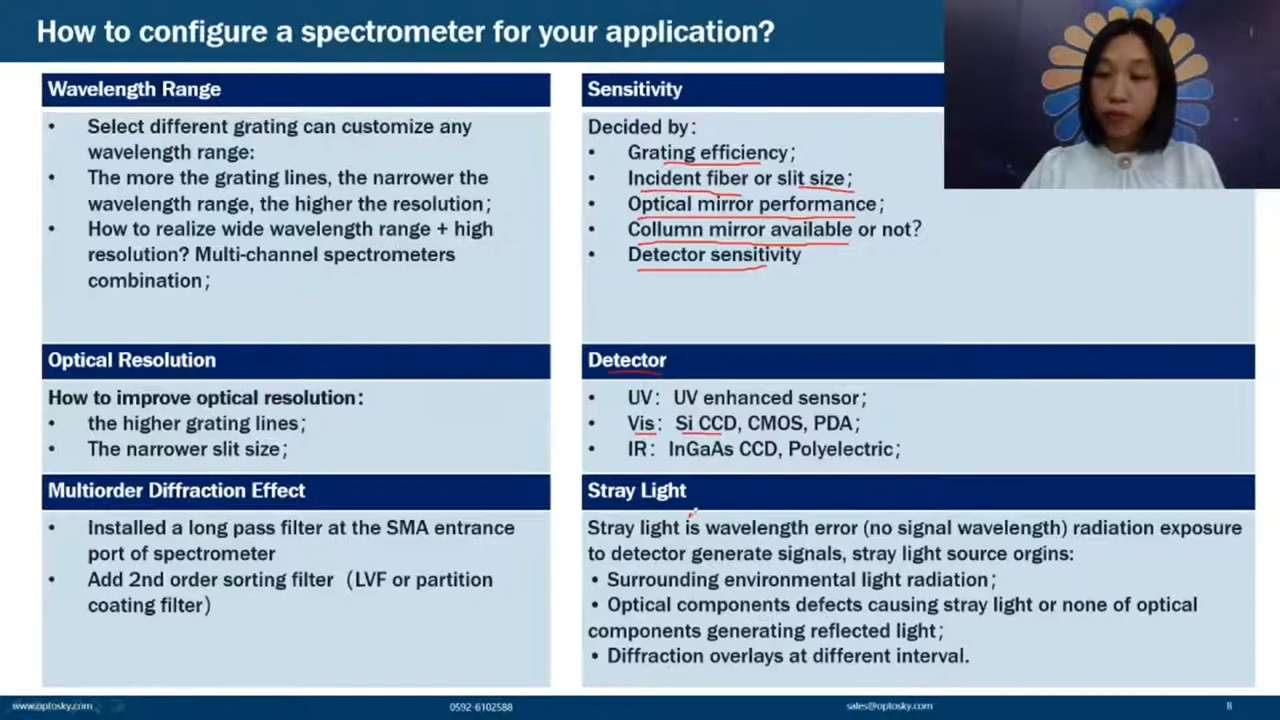 How to configure a spectrometer for your application?
Wavelength Range
• Select different grating can customize any
wavelength range:
• The more the grating lines, the narrower the
wavelength range, the higher the resolution；
• How to realize wide wavelength range + high
resolution? Multi-channel spectrometers
combination；
Optical Resolution
How to improve optical resolution：
• the higher grating lines；
• The narrower slit size；
Multiorder Diffraction Effect
• Installed a long pass filter at the SMA entrance
port of spectrometer
• Add 2nd order sorting filter（LVF or partition
coating filter）
Sensitivity
Decided by：
• Grating efficiency；
• Incident fiber or slit size；
• Optical mirror performance；
• Collumn mirror available or not？
• Detector sensitivity
Detector
• UV： UV enhanced sensor；
• Vis： Si CCD, CMOS, PDA；
• IR： InGaAs CCD, Polyelectric；
Stray Light
Stray light is wavelength error (no signal wavelength) radiation exposure
to detector generate signals, stray light source orgins:
• Surrounding environmental light radiation；
• Optical components defects causing stray light or none of optical
components generating reflected light；
• Diffraction overlays at different interval.
www.optosky.com
0592-6102588
sales@optosky.com
8